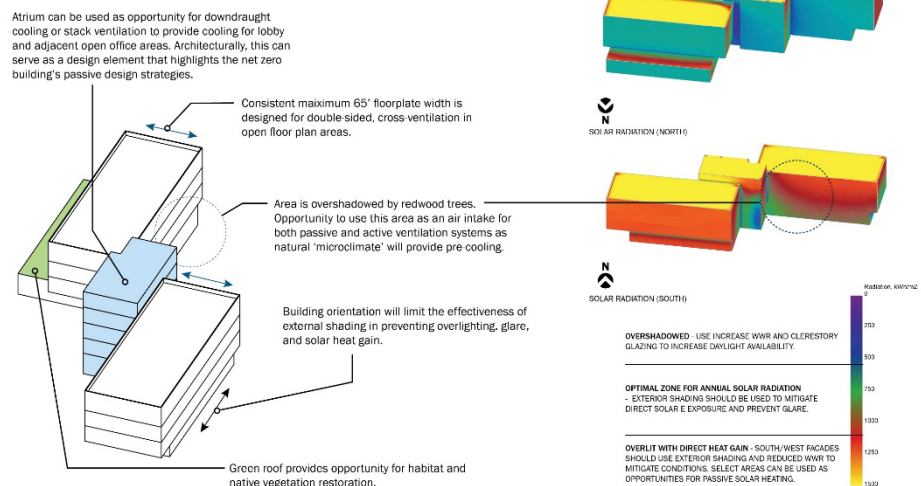 Atrium can be used as opportunity for downdraught
cooling or stack ventilation to provide cooling for lobby
and adjacent open office areas. Architecturally, this can
serve as a design element that highlights the net zero
building's passive design strategies.
Consistent maiximum 65' floorplate width is
designed for double-sided, cross-ventilation in
open floor plan areas.
Area is overshadowed by redwood trees.
Opportunity to use this area as an air intake for
both passive and active ventilation systems as
natural 'microclimate' will provide pre-cooling.
Building orientation will limit the effectiveness of
external shading in preventing overlighting, glare,
and solar heat gain.
Green roof provides opportunity for habitat and
native vegetation restoration.
N
SOLAR RADIATION (NORTH)
N
SOLAR RADIATION (SOUTH)
Radiation, kWh/m2
0
250
500
750
1000
1250
1500
OVERSHADOWED - USE INCREASE WWR AND CLERESTORY
GLAZING TO INCREASE DAYLIGHT AVAILABILITY.
OPTIMAL ZONE FOR ANNUAL SOLAR RADIATION
- EXTERIOR SHADING SHOULD BE USED TO MITIGATE
DIRECT SOLAR E EXPOSURE AND PREVENT GLARE.
OVERLIT WITH DIRECT HEAT GAIN - SOUTH/WEST FACADES
SHOULD USE EXTERIOR SHADING AND REDUCED WWR TO
MITIGATE CONDITIONS. SELECT AREAS CAN BE USED AS
OPPORTUNITIES FOR PASSIVE SOLAR HEATING.